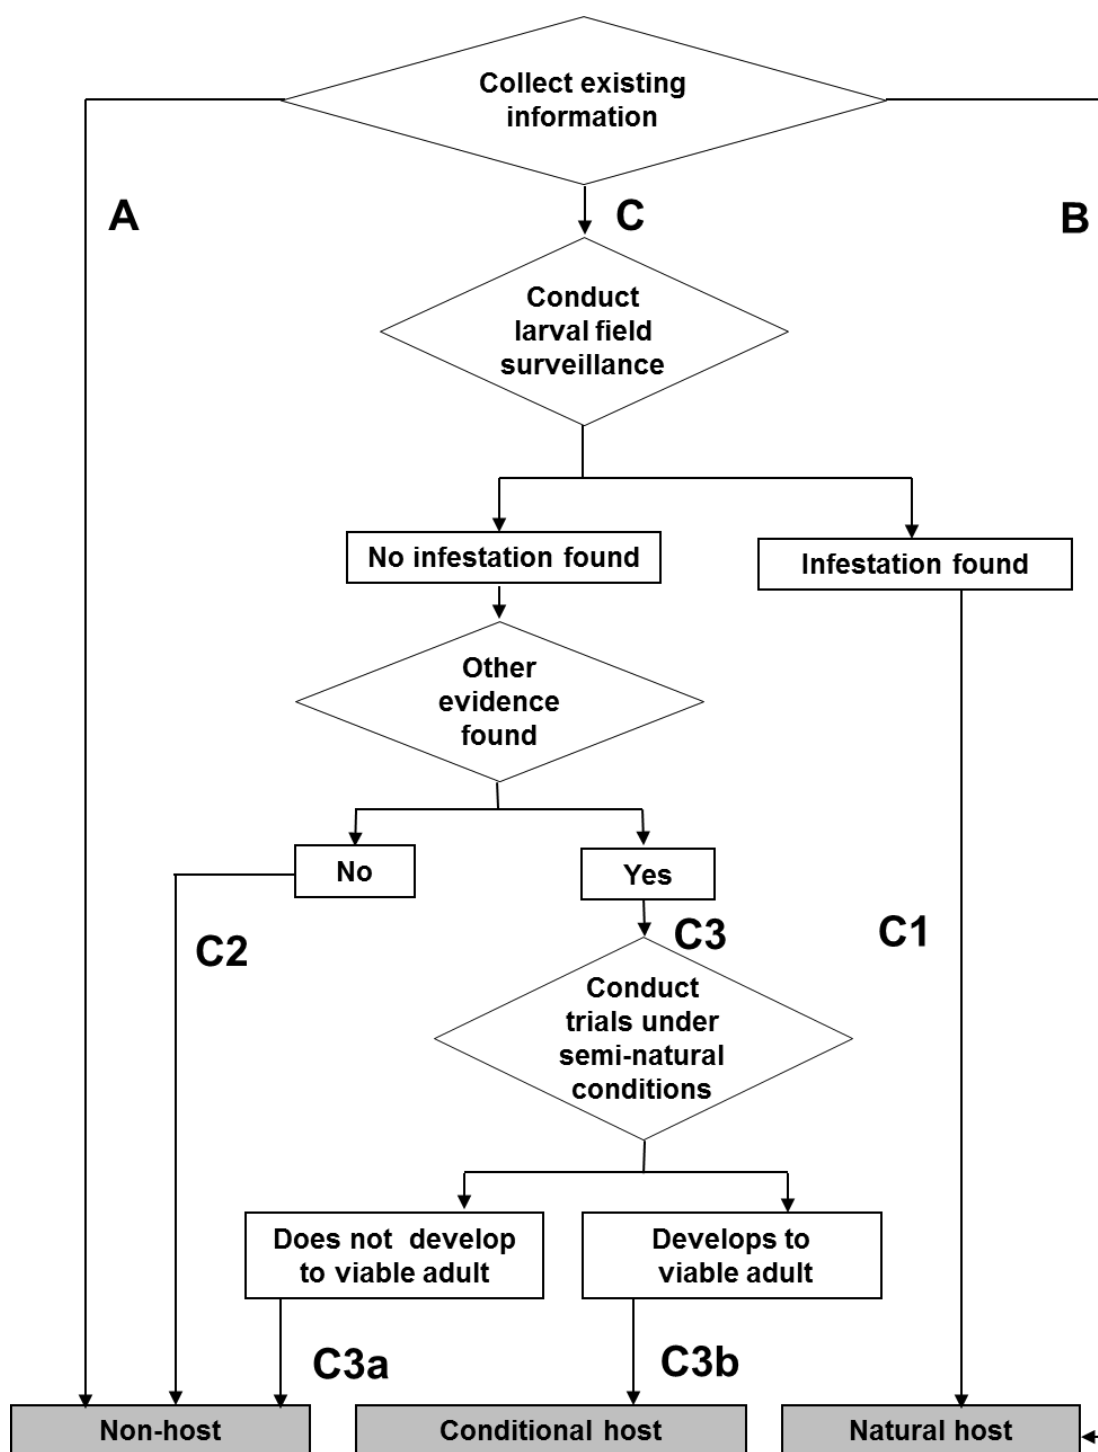 Collect existing
information
A
C
B
Conduct
larval field
surveillance
No infestation found
Infestation found
Other
evidence
found
No
Yes
C2
C3
C1
Conduct
trials under
semi-natural
conditions
Does not develop
to viable adult
Develops to
viable adult
C3a
C3b
Non-host
Conditional host
Natural host